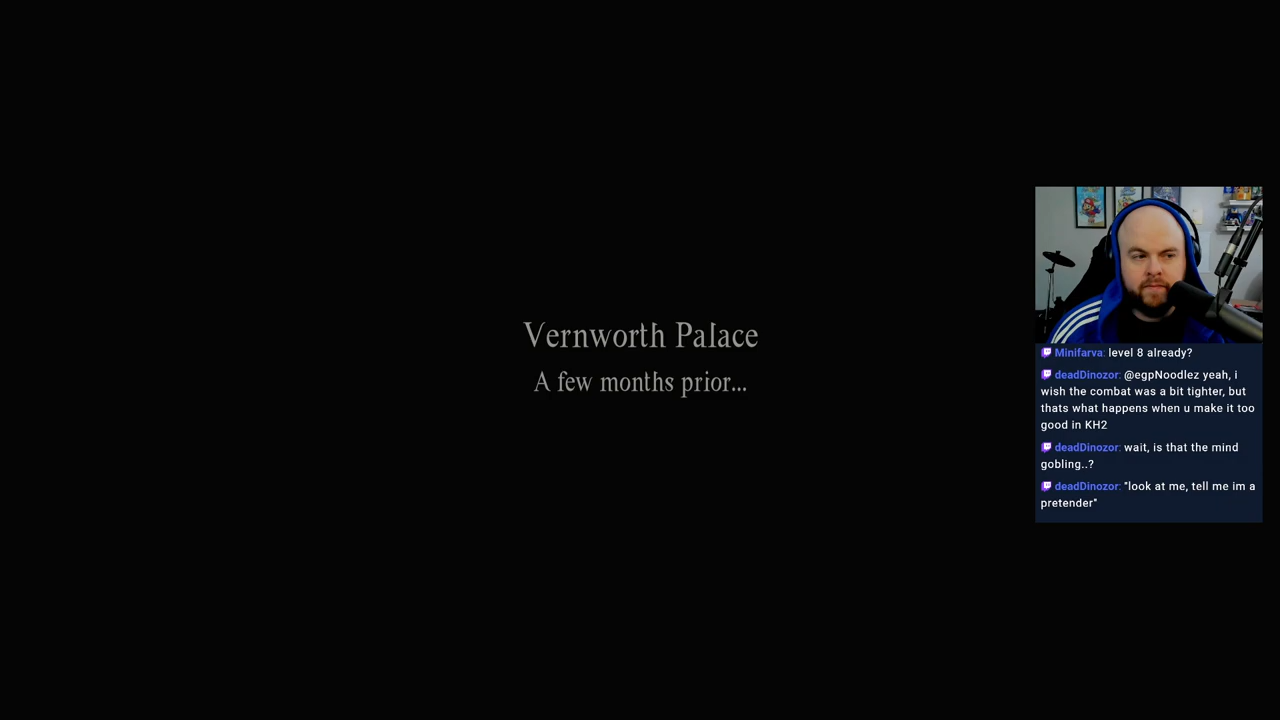 Vernworth Palace
A few months prior...
Minifarva: level 8 already?
deadDinozor: @egpNoodlez yeah, i
wish the combat was a bit tighter, but
thats what happens when u make it too
good in KH2
deadDinozor: wait, is that the mind
gobling..?
deadDinozor: "look at me, tell me im a
pretender"